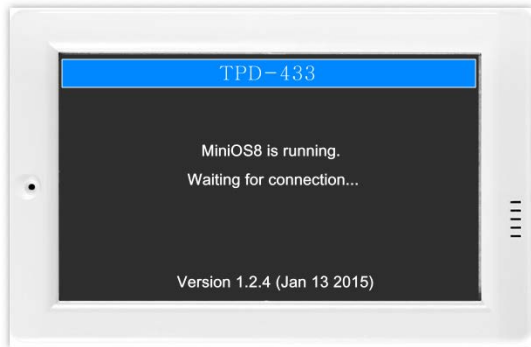 TPD-433
MiniOS8 is running.
Waiting for connection...
Version 1.2.4 (Jan 13 2015)